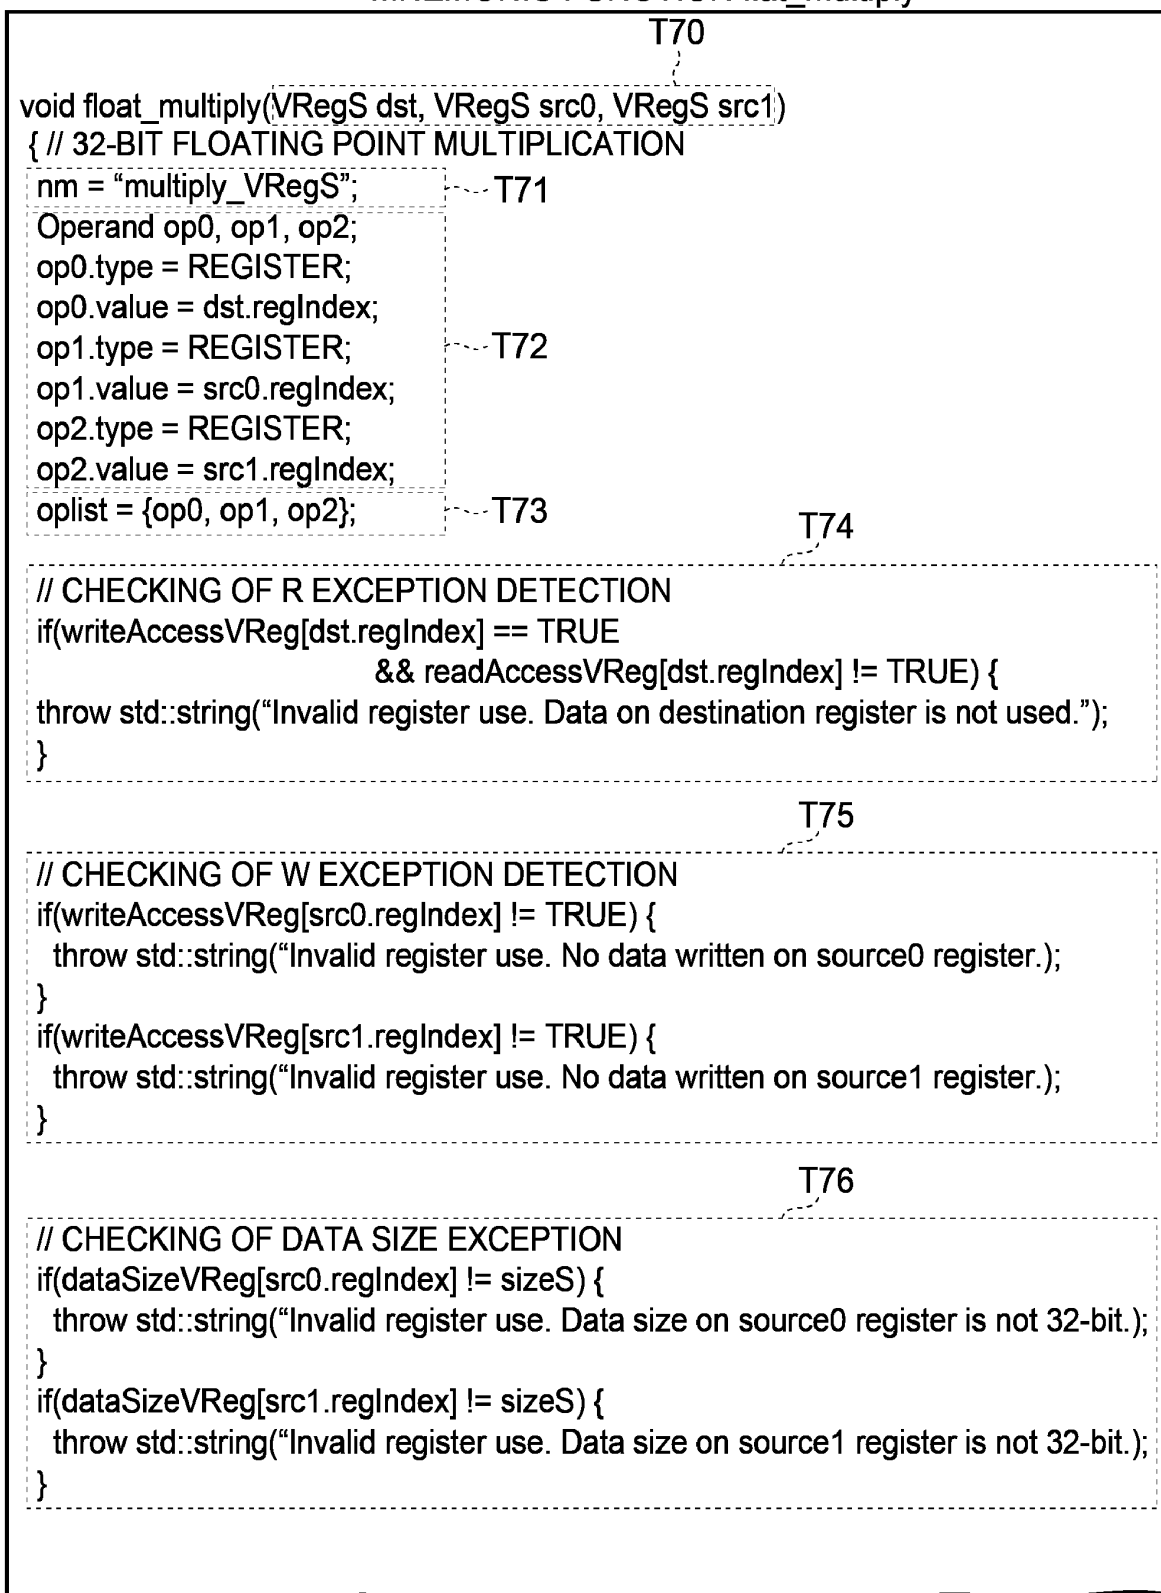 T70
void float_multiply(VRegS dst, VRegS src0, VRegS src1)
{ // 32-BIT FLOATING POINT MULTIPLICATION
nm = “multiply_VRegS”;
T71
Operand op0, op1, op2;
op0.type = REGISTER;
op0.value = dst.regIndex;
op1.type = REGISTER;
T72
op1.value = src0.regIndex;
op2.type = REGISTER;
op2.value = src1.regIndex;
oplist = {op0, op1, op2};
T73
T74
// CHECKING OF R EXCEPTION DETECTION
if(writeAccessVReg[dst.regIndex] == TRUE
&& readAccessVReg[dst.regIndex] != TRUE) {
throw std::string(“Invalid register use. Data on destination register is not used.”);
}
T75
// CHECKING OF W EXCEPTION DETECTION
if(writeAccessVReg[src0.regIndex] != TRUE) {
throw std::string(“Invalid register use. No data written on source0 register.);
}
if(writeAccessVReg[src1.regIndex] != TRUE) {
throw std::string(“Invalid register use. No data written on source1 register.);
}
T76
// CHECKING OF DATA SIZE EXCEPTION
if(dataSizeVReg[src0.regIndex] != sizeS) {
throw std::string(“Invalid register use. Data size on source0 register is not 32-bit.);
}
if(dataSizeVReg[src1.regIndex] != sizeS) {
throw std::string(“Invalid register use. Data size on source1 register is not 32-bit.);
}